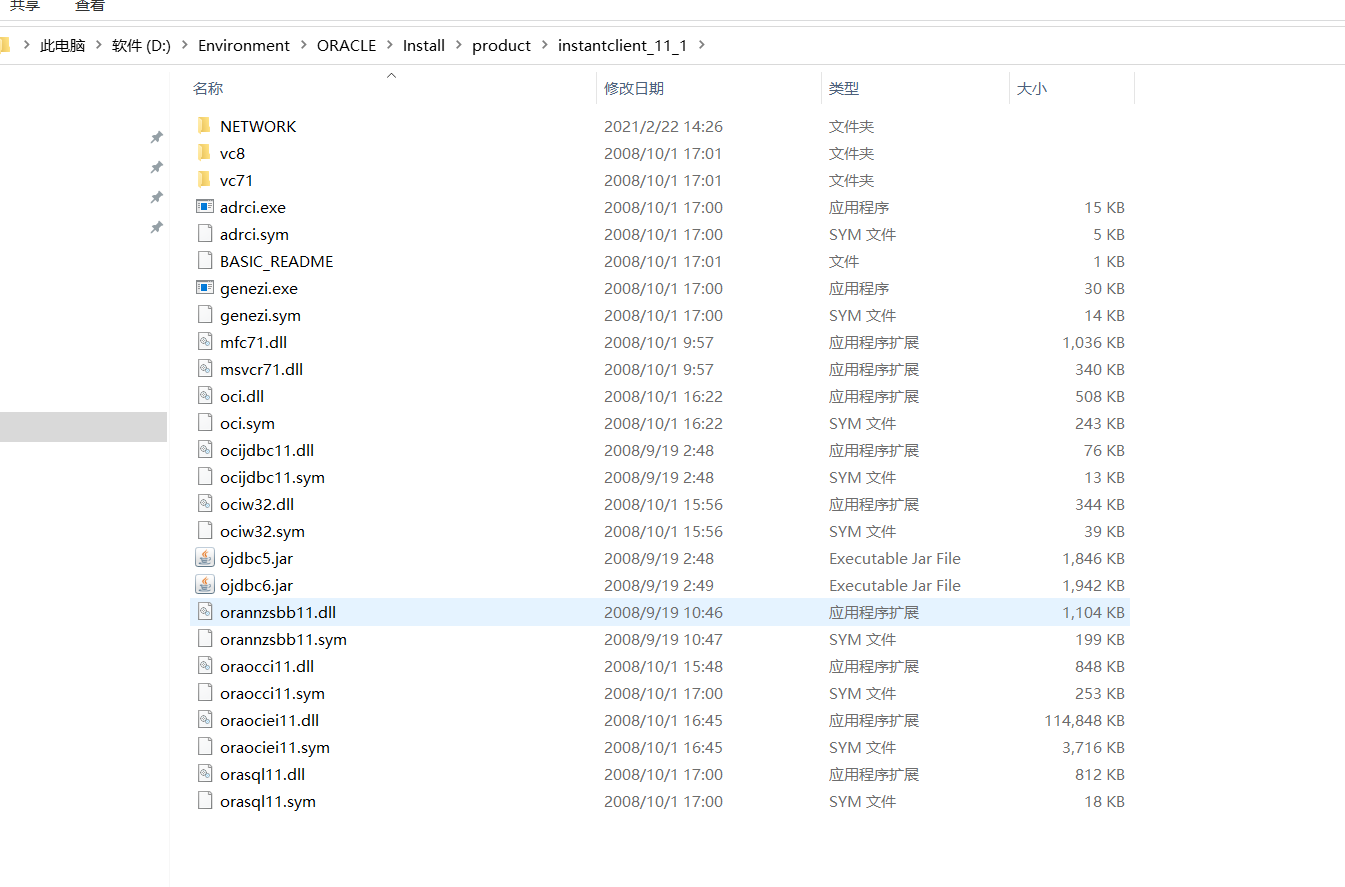 共享 查看
此电脑 > 软件 (D:) > Environment > ORACLE > Install > product > instantclient_11_1 >
名称 修改日期 类型 大小
NETWORK 2021/2/22 14:26 文件夹
vc8 2008/10/1 17:01 文件夹
vc71 2008/10/1 17:01 文件夹
adrci.exe 2008/10/1 17:00 应用程序 15 KB
adrci.sym 2008/10/1 17:00 SYM 文件 5 KB
BASIC_README 2008/10/1 17:01 文件 1 KB
genezi.exe 2008/10/1 17:00 应用程序 30 KB
genezi.sym 2008/10/1 17:00 SYM 文件 14 KB
mfc71.dll 2008/10/1 9:57 应用程序扩展 1,036 KB
msvcr71.dll 2008/10/1 9:57 应用程序扩展 340 KB
oci.dll 2008/10/1 16:22 应用程序扩展 508 KB
oci.sym 2008/10/1 16:22 SYM 文件 243 KB
ocijdbc11.dll 2008/9/19 2:48 应用程序扩展 76 KB
ocijdbc11.sym 2008/9/19 2:48 SYM 文件 13 KB
ociw32.dll 2008/10/1 15:56 应用程序扩展 344 KB
ociw32.sym 2008/10/1 15:56 SYM 文件 39 KB
ojdbc5.jar 2008/9/19 2:48 Executable Jar File 1,846 KB
ojdbc6.jar 2008/9/19 2:49 Executable Jar File 1,942 KB
orannzsbb11.dll 2008/9/19 10:46 应用程序扩展 1,104 KB
orannzsbb11.sym 2008/9/19 10:47 SYM 文件 199 KB
oraocci11.dll 2008/10/1 15:48 应用程序扩展 848 KB
oraocci11.sym 2008/10/1 17:00 SYM 文件 253 KB
oraociei11.dll 2008/10/1 16:45 应用程序扩展 114,848 KB
oraociei11.sym 2008/10/1 16:45 SYM 文件 3,716 KB
orasql11.dll 2008/10/1 17:00 应用程序扩展 812 KB
orasql11.sym 2008/10/1 17:00 SYM 文件 18 KB